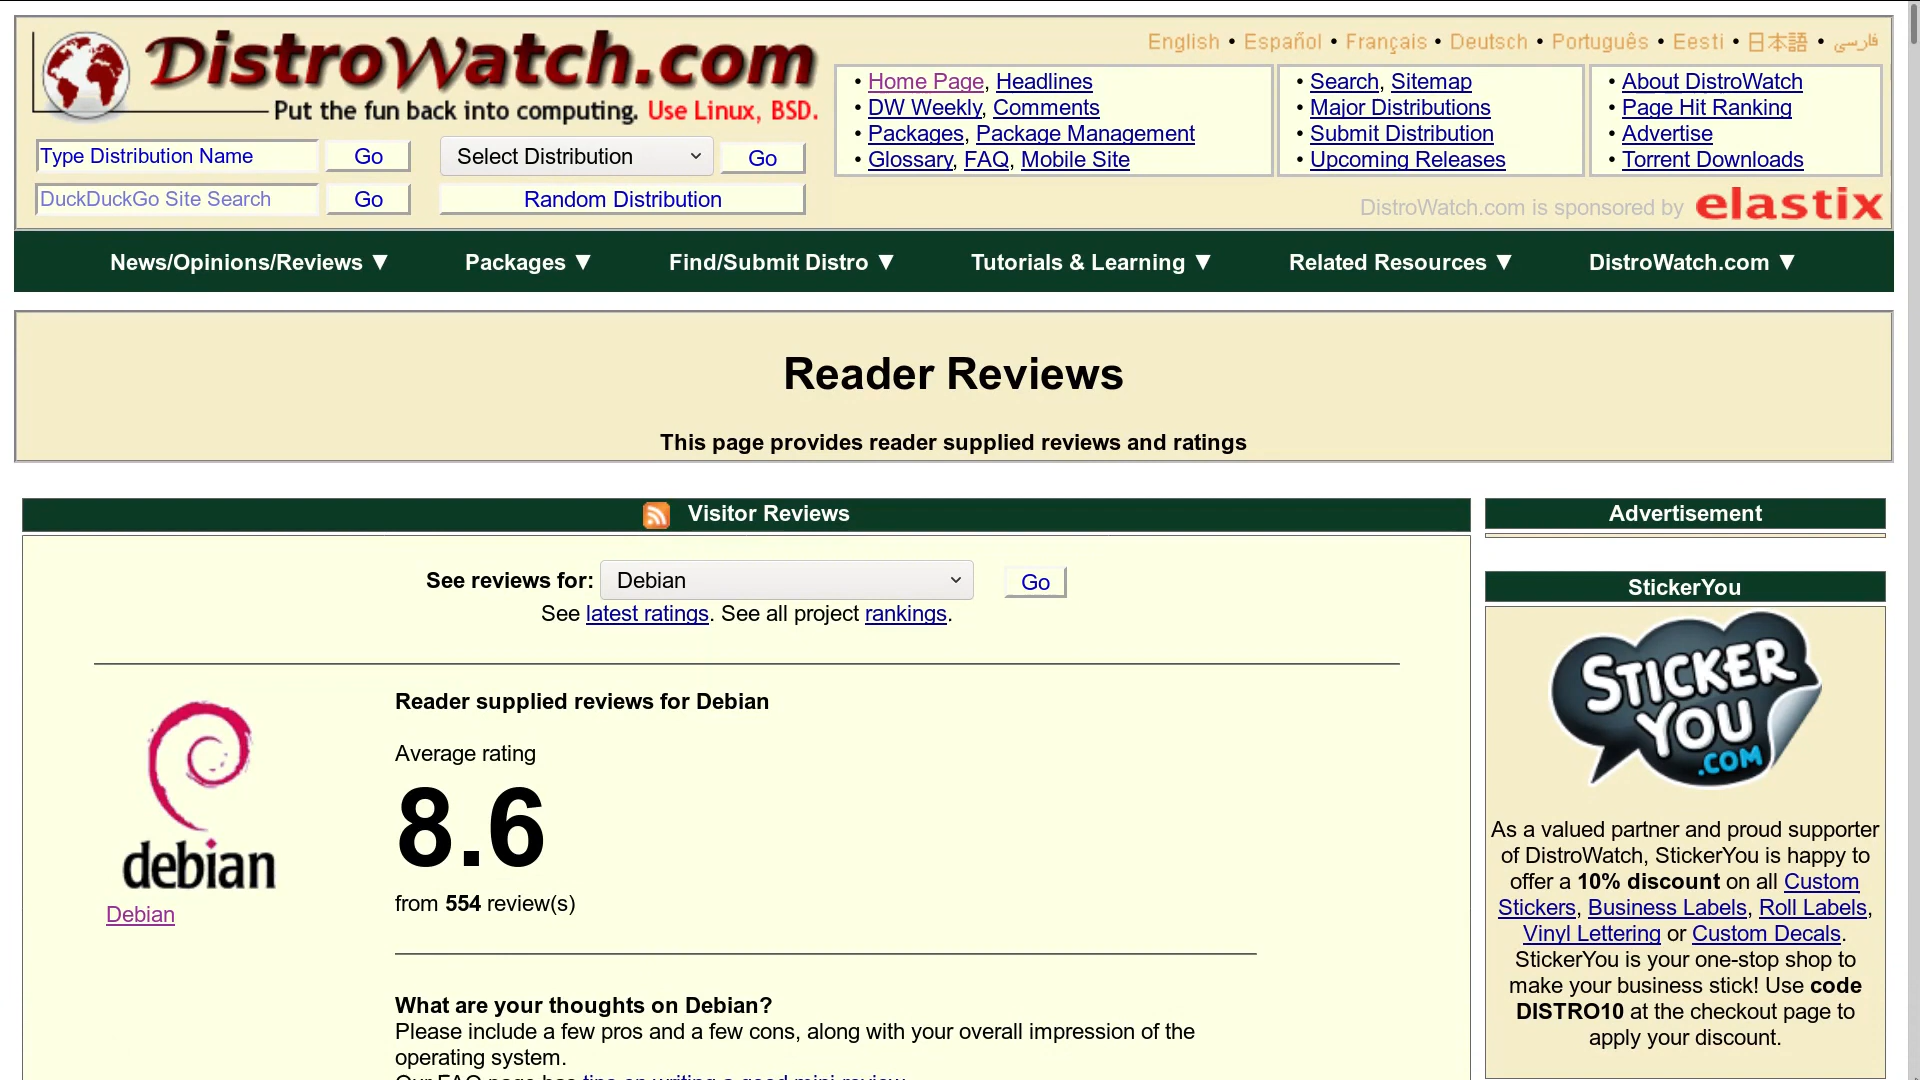 DistroWatch.com
Put the fun back into computing. Use Linux, BSD.
English • Español • Français • Deutsch • Português • Eesti • 日本語 • فارسی
• Home Page, Headlines
• DW Weekly, Comments
• Packages, Package Management
• Glossary, FAQ, Mobile Site
• Search, Sitemap
• Major Distributions
• Submit Distribution
• Upcoming Releases
• About DistroWatch
• Page Hit Ranking
• Advertise
• Torrent Downloads
Type Distribution Name Go Select Distribution Go
DuckDuckGo Site Search Go Random Distribution
DistroWatch.com is sponsored by elastix
News/Opinions/Reviews ▼ Packages ▼ Find/Submit Distro ▼ Tutorials & Learning ▼ Related Resources ▼ DistroWatch.com ▼
Reader Reviews
This page provides reader supplied reviews and ratings
Visitor Reviews
See reviews for: Debian Go
See latest ratings. See all project rankings.
debian
Debian
Reader supplied reviews for Debian
Average rating
8.6
from 554 review(s)
What are your thoughts on Debian?
Please include a few pros and a few cons, along with your overall impression of the
operating system.
Our FAQ page has tips on writing a good mini-review.
Advertisement
StickerYou
STICKER
YOU
.COM
As a valued partner and proud supporter
of DistroWatch, StickerYou is happy to
offer a 10% discount on all Custom
Stickers, Business Labels, Roll Labels,
Vinyl Lettering or Custom Decals.
StickerYou is your one-stop shop to
make your business stick! Use code
DISTRO10 at the checkout page to
apply your discount.